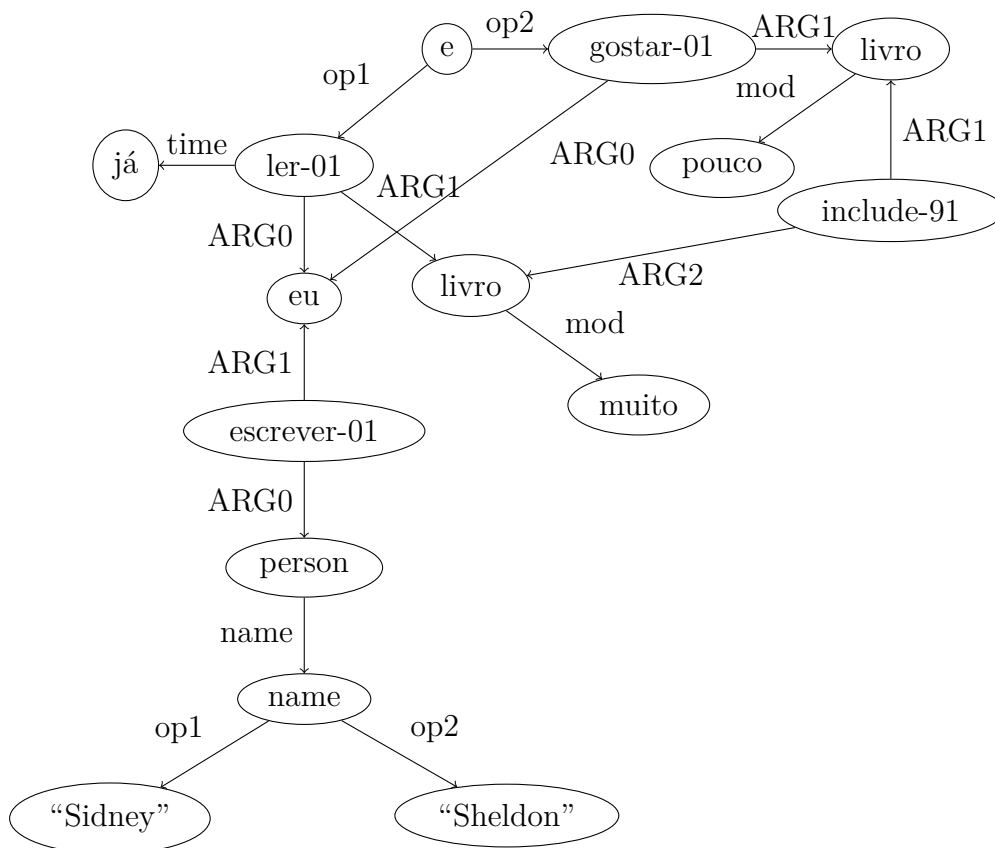 e
op2
gostar-01
ARG1
livro
op1
mod
já
time
ler-01
ARG1
ARG0
pouco
ARG1
include-91
ARG0
eu
livro
ARG2
mod
ARG1
muito
escrever-01
ARG0
person
name
name
op1
op2
“Sidney”
“Sheldon”